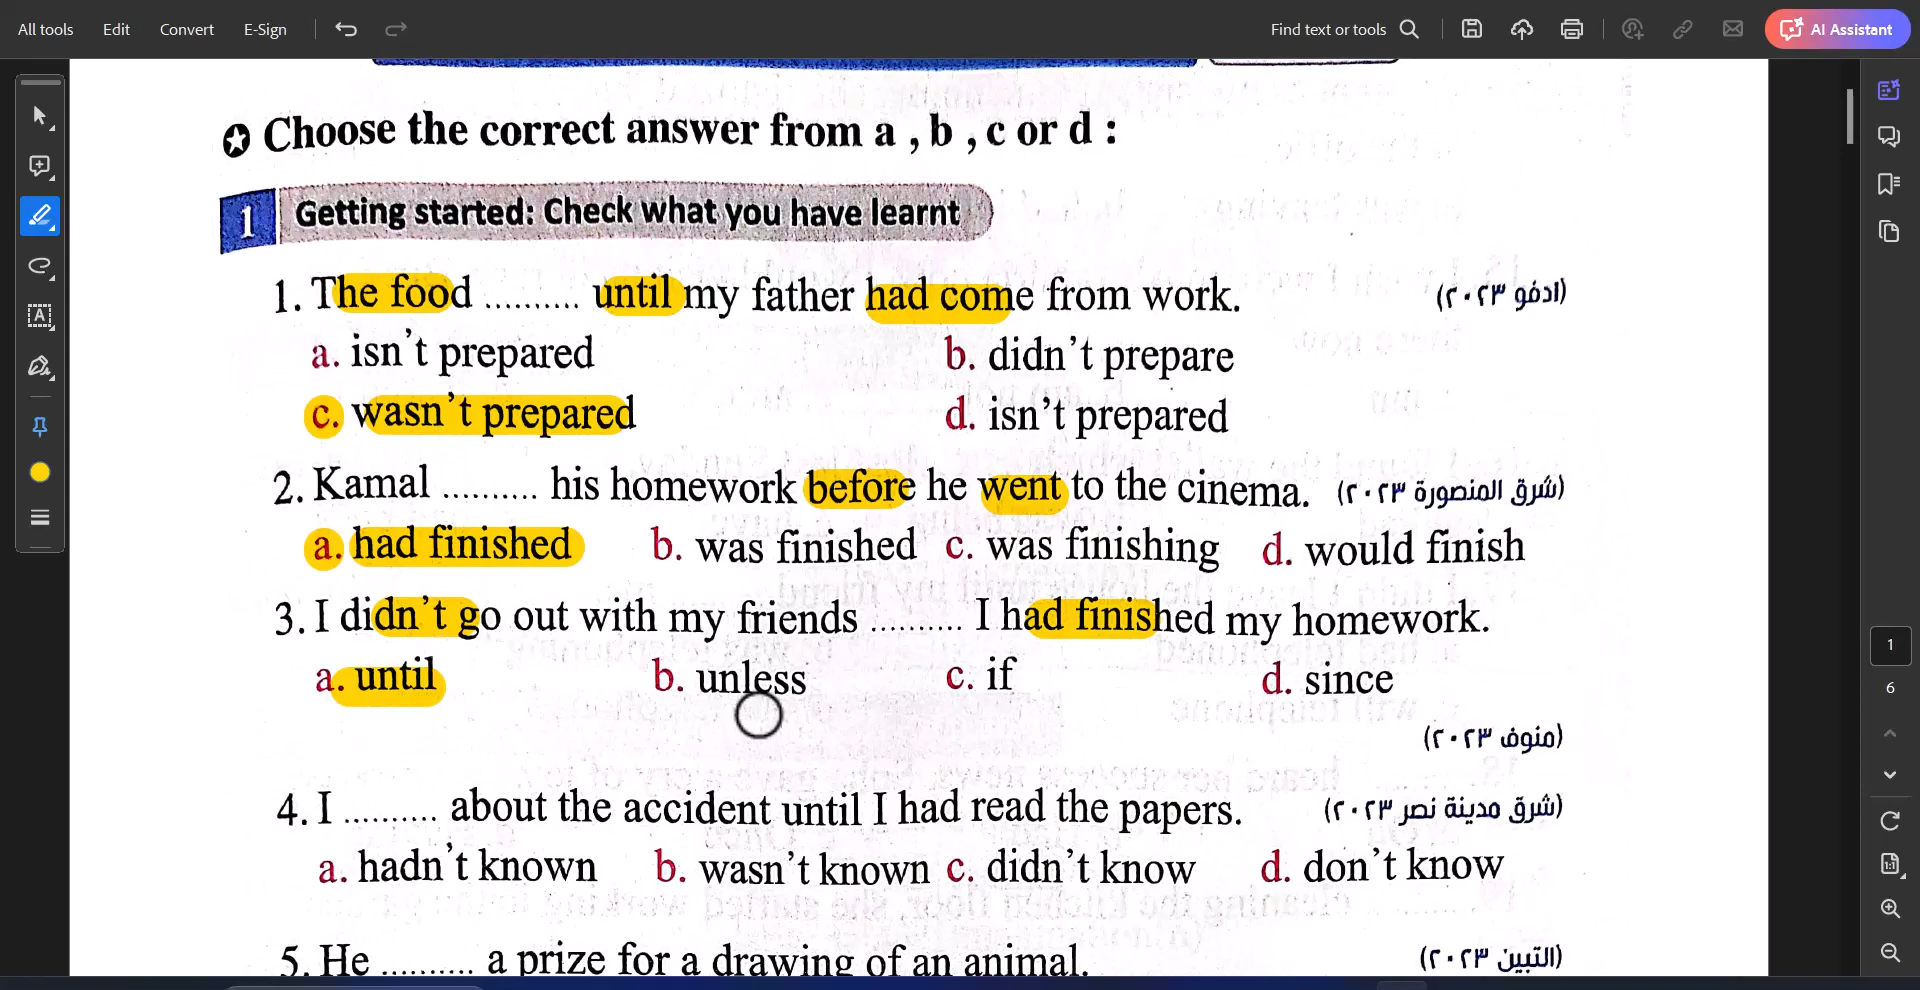 All tools Edit Convert E-Sign Find text or tools AI Assistant
Choose the correct answer from a , b , c or d :
1 Getting started: Check what you have learnt
1. The food .......... until my father had come from work. (ادفو ٢٠٢٣)
a. isn't prepared b. didn't prepare
c. wasn't prepared d. isn't prepared
2. Kamal .......... his homework before he went to the cinema. (شرق المنصورة ٢٠٢٣)
a. had finished b. was finished c. was finishing d. would finish
3. I didn't go out with my friends .......... I had finished my homework.
a. until b. unless c. if d. since
(منوف ٢٠٢٣)
4. I .......... about the accident until I had read the papers. (شرق مدينة نصر ٢٠٢٣)
a. hadn't known b. wasn't known c. didn't know d. don't know
5. He .......... a prize for a drawing of an animal. (التبين ٢٠٢٣)
1
6